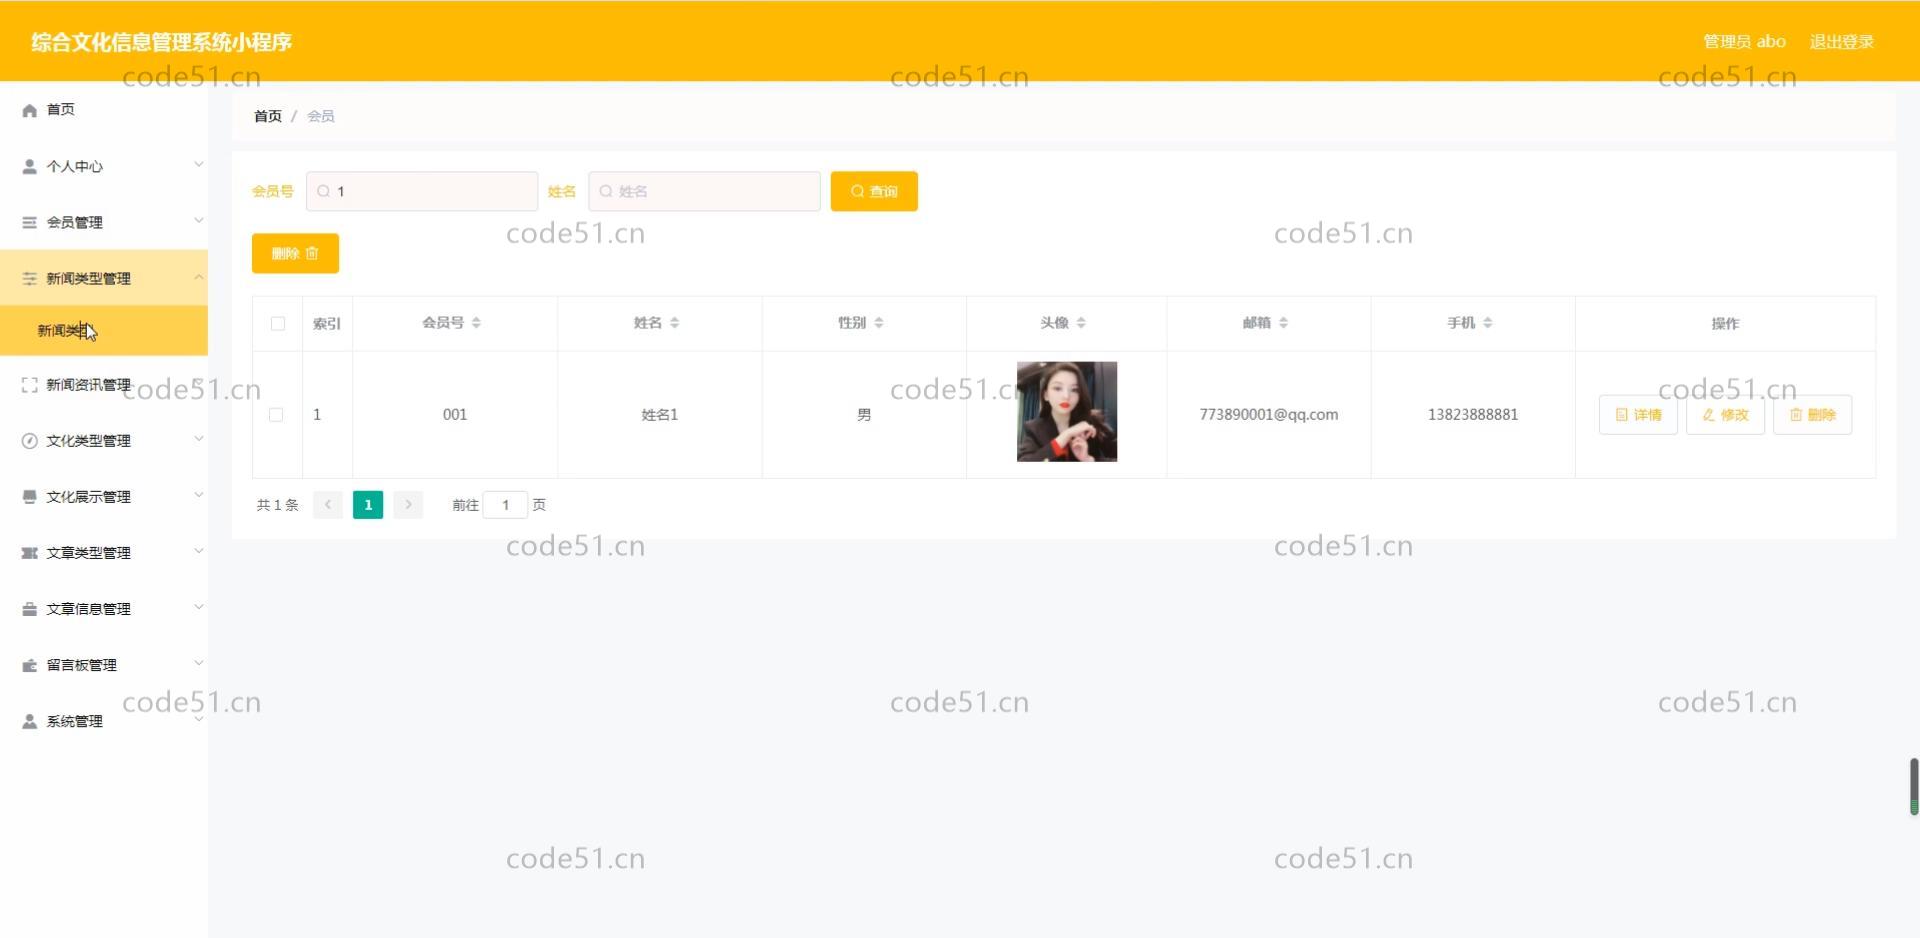 综合文化信息管理系统小程序
管理员 abo 退出登录
code51.cn code51.cn code51.cn
首页
个人中心
会员管理
新闻类型管理
新闻类
新闻资讯管理
文化类型管理
文化展示管理
文章类型管理
文章信息管理
留言板管理
系统管理
首页 / 会员
会员号 1 姓名 姓名 查询
code51.cn code51.cn
删除
索引 会员号 姓名 性别 头像 邮箱 手机 操作
code51.cn code51.cn code51.cn
1 001 姓名1 男 773890001@qq.com 13823888881 详情 修改 删除
共 1 条 1 前往 1 页
code51.cn code51.cn
code51.cn code51.cn code51.cn
code51.cn code51.cn